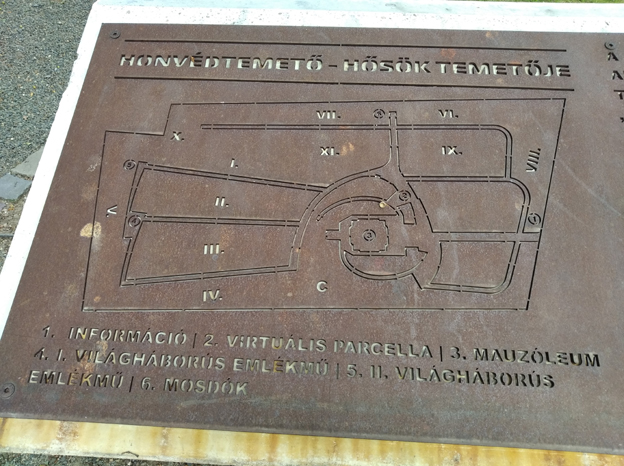 HONVÉDTEMETŐ - HŐSÖK TEMETŐJE
VII.
VI.
X.
XI.
IX.
VIII.
I.
V.
II.
III.
IV.
C
1. INFORMÁCIÓ | 2. VIRTUÁLIS PARCELLA | 3. MAUZÓLEUM
4. I. VILÁGHÁBORÚS EMLÉKMŰ | 5. II. VILÁGHÁBORÚS
EMLÉKMŰ | 6. MOSDÓK